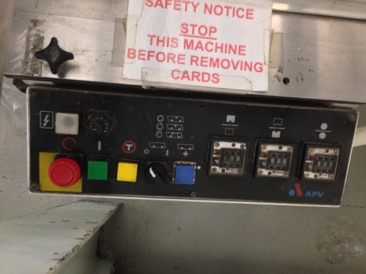 SAFETY NOTICE
STOP
THIS MACHINE
BEFORE REMOVING
CARDS
APV